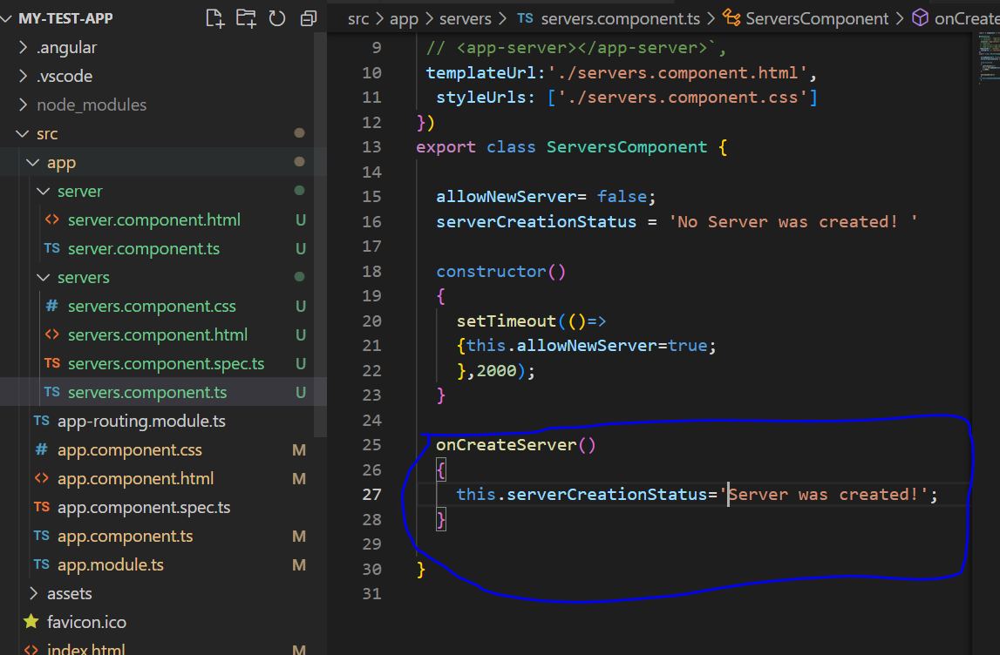 MY-TEST-APP
.angular
.vscode
node_modules
src
app
server
server.component.html U
TS server.component.ts U
servers
# servers.component.css U
servers.component.html U
TS servers.component.spec.ts U
TS servers.component.ts U
TS app-routing.module.ts
# app.component.css M
app.component.html M
TS app.component.spec.ts
TS app.component.ts M
TS app.module.ts M
assets
favicon.ico
index.html M
src > app > servers > TS servers.component.ts > ServersComponent > onCreate
9 // <app-server></app-server>`,
10 templateUrl:'./servers.component.html',
11 styleUrls: ['./servers.component.css']
12 })
13 export class ServersComponent {
14
15 allowNewServer= false;
16 serverCreationStatus = 'No Server was created! '
17
18 constructor()
19 {
20 setTimeout(()=>
21 {this.allowNewServer=true;
22 },2000);
23 }
24
25 onCreateServer()
26 {
27 this.serverCreationStatus='Server was created!';
28 }
29
30 }
31